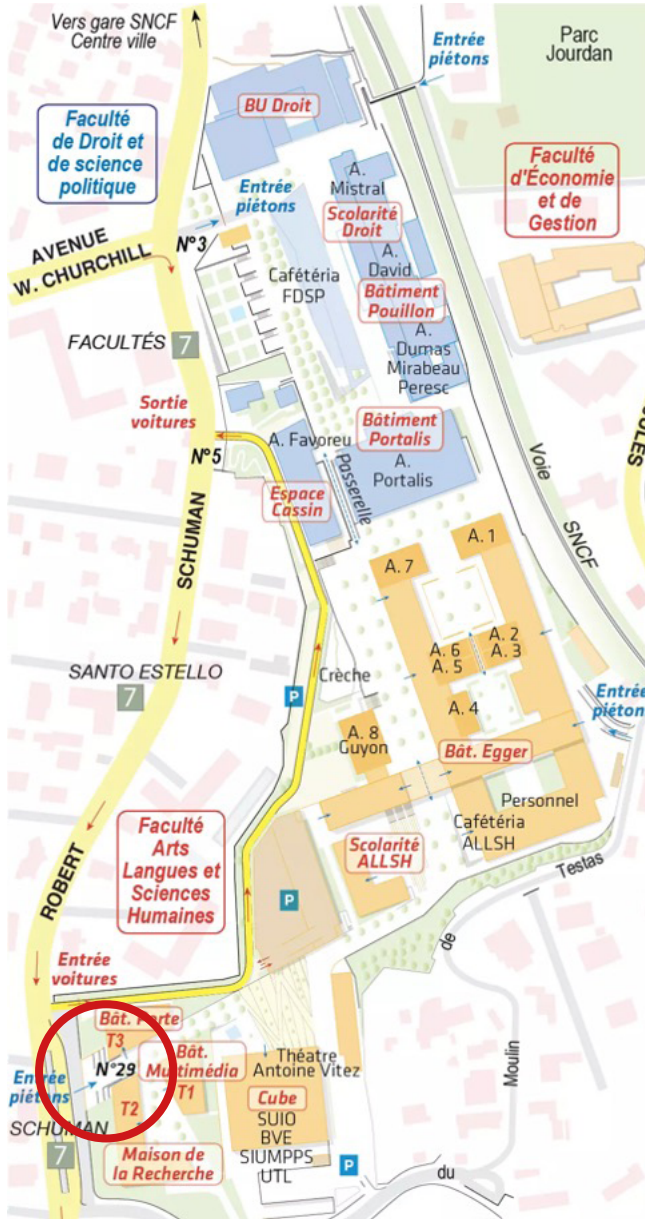 Vers gare SNCF
Centre ville
Entrée
piétons
Parc
Jourdan
BU Droit
Faculté
de Droit et
de science
politique
A.
Mistral
Faculté
d'Économie
et de
Gestion
Entrée
piétons
Scolarité
Droit
AVENUE
W. CHURCHILL
N°3
A.
David
Cafétéria
FDSP
Bâtiment
Pouillon
FACULTÉS 7
A.
Dumas
Mirabeau
Peresc
Sortie
voitures
Bâtiment
Portalis
N°5
A. Favoreu
A.
Portalis
Passerelle
Espace
Cassin
Voie SNCF
SCHUMAN
A. 1
A. 7
A. 2
A. 3
A. 6
A. 5
SANTO ESTELLO
7
Crèche
P
A. 4
Entrée
piétons
A. 8
Guyon
Bât. Egger
Personnel
Cafétéria
ALLSH
Faculté
Arts
Langues et
Sciences
Humaines
Scolarité
ALLSH
ROBERT
P
Testas
de
Entrée
voitures
Bât. Porte
T3
Bât.
Multimédia
T1
Théatre
Antoine Vitez
N°29
Entrée
piétons
T2
Cube
SUIO
BVE
SIUMPPS
UTL
Moulin
SCHUMAN
7
Maison de
la Recherche
P
du